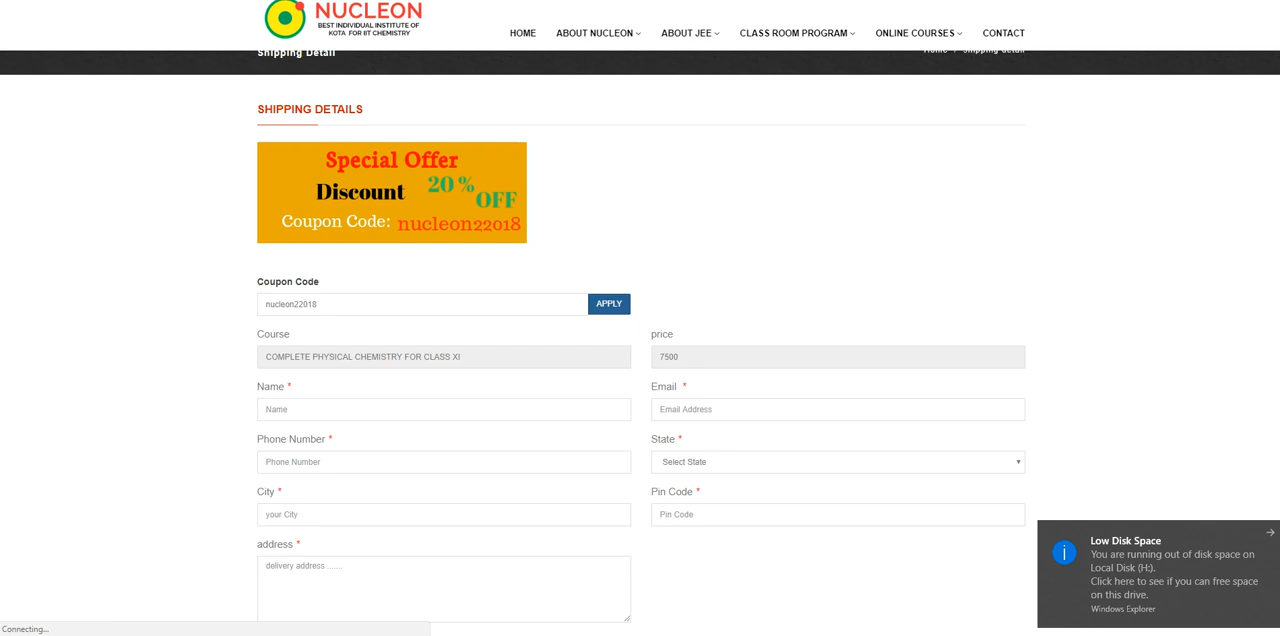 NUCLEON
BEST INDIVIDUAL INSTITUTE OF
KOTA FOR IIT CHEMISTRY
HOME ABOUT NUCLEON ABOUT JEE CLASS ROOM PROGRAM ONLINE COURSES CONTACT
Shipping Detail Home / Shipping detail
SHIPPING DETAILS
Special Offer
Discount 20 % OFF
Coupon Code: nucleon22018
Coupon Code
nucleon22018 APPLY
Course price
COMPLETE PHYSICAL CHEMISTRY FOR CLASS XI 7500
Name * Email *
Name Email Address
Phone Number * State *
Phone Number Select State
City * Pin Code *
your City Pin Code
address *
delivery address .......
Low Disk Space
You are running out of disk space on
Local Disk (H:).
Click here to see if you can free space
on this drive.
Windows Explorer
Connecting...